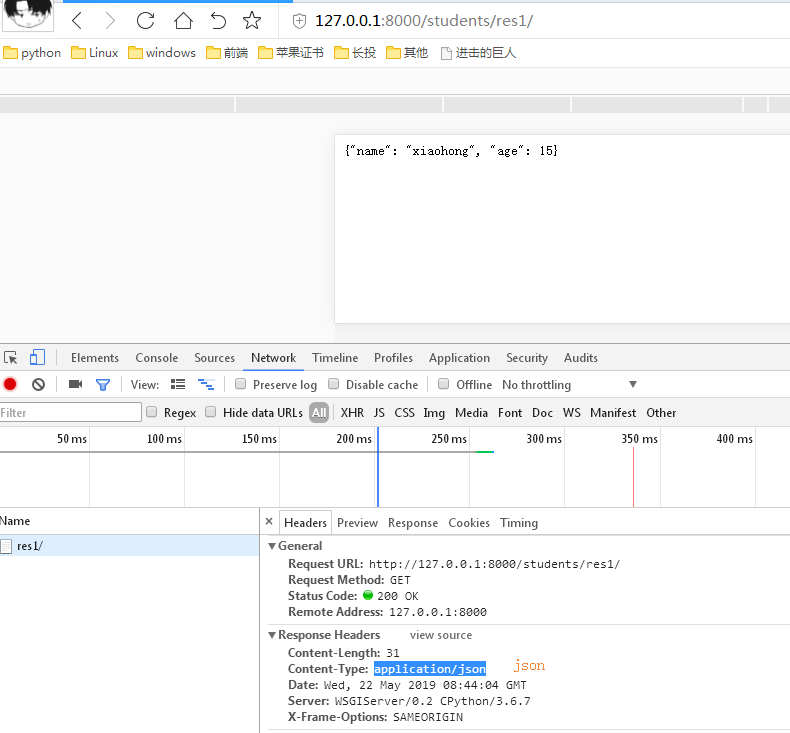 127.0.0.1:8000/students/res1/
python Linux windows 前端 苹果证书 长投 其他 进击的巨人
{"name": "xiaohong", "age": 15}
Elements Console Sources Network Timeline Profiles Application Security Audits
View: Preserve log Disable cache Offline No throttling
Filter Regex Hide data URLs All XHR JS CSS Img Media Font Doc WS Manifest Other
50 ms 100 ms 150 ms 200 ms 250 ms 300 ms 350 ms 400 ms
Name × Headers Preview Response Cookies Timing
res1/
General
Request URL: http://127.0.0.1:8000/students/res1/
Request Method: GET
Status Code: 200 OK
Remote Address: 127.0.0.1:8000
Response Headers view source
Content-Length: 31
Content-Type: application/json json
Date: Wed, 22 May 2019 08:44:04 GMT
Server: WSGIServer/0.2 CPython/3.6.7
X-Frame-Options: SAMEORIGIN